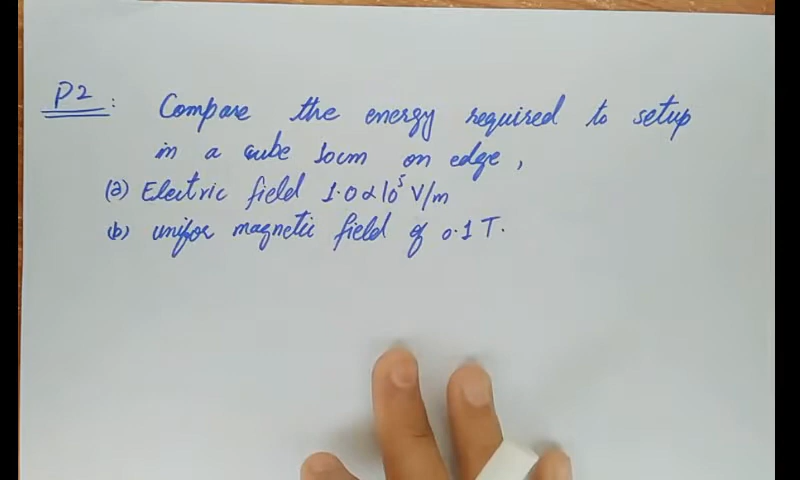 P2 : Compare the energy required to setup
in a cube 10cm on edge,
(a) Electric field 1.0×10⁵ V/m
(b) unifor magnetic field of 0.1 T.